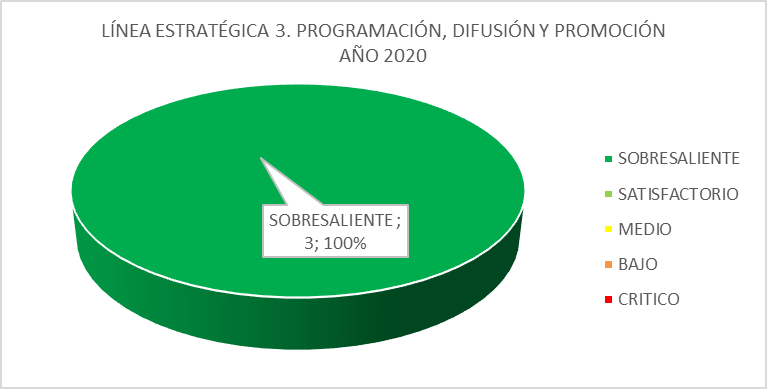 LÍNEA ESTRATÉGICA 3. PROGRAMACIÓN, DIFUSIÓN Y PROMOCIÓN
AÑO 2020
SOBRESALIENTE ;
3; 100%
SOBRESALIENTE
SATISFACTORIO
MEDIO
BAJO
CRITICO